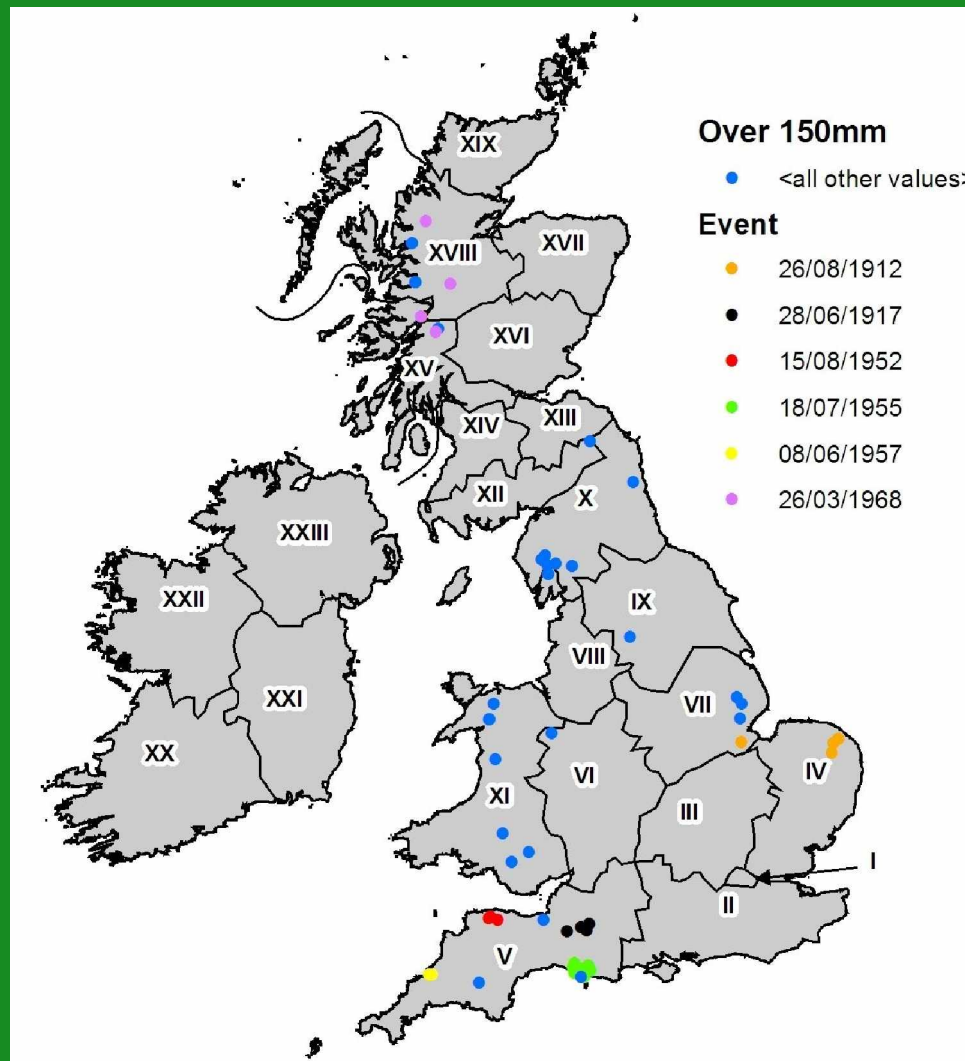 XIX
Over 150mm
<all other values>
Event
XVIII
XVII
26/08/1912
28/06/1917
XVI
15/08/1952
XV
18/07/1955
XIV
XIII
08/06/1957
XII
X
26/03/1968
XXIII
XXII
IX
VIII
XXI
VII
XX
VI
IV
XI
III
I
II
V